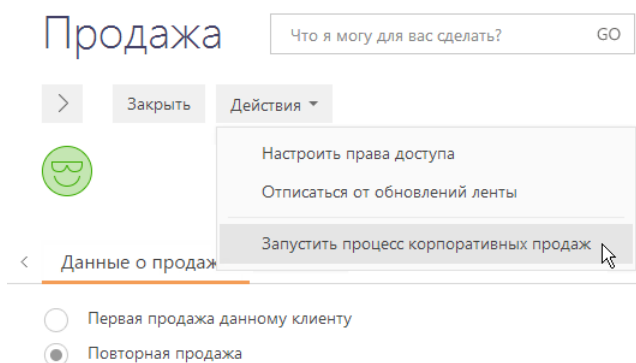 Продажа
Что я могу для вас сделать? GO
Закрыть Действия
Настроить права доступа
Отписаться от обновлений ленты
Запустить процесс корпоративных продаж
Данные о продаж
Первая продажа данному клиенту
Повторная продажа